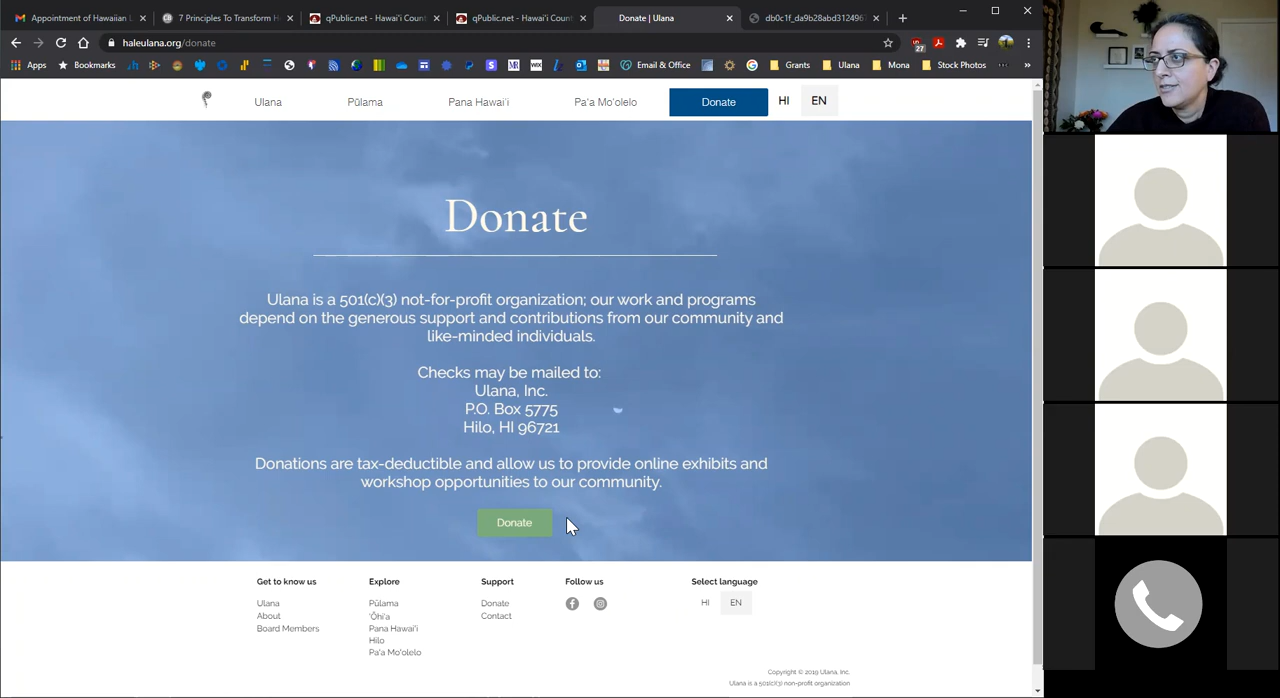 Appointment of Hawaiian L
7 Principles To Transform H
qPublic.net - Hawai'i Count
qPublic.net - Hawai'i Count
Donate | Ulana
db0c1f_da9b28abd312496
haleulana.org/donate
27
Apps
Bookmarks
Email & Office
Grants
Ulana
Mona
Stock Photos
»
Ulana
Pūlama
Pana Hawai'i
Pa'a Mo'olelo
Donate
HI
EN
Donate
Ulana is a 501(c)(3) not-for-profit organization; our work and programs
depend on the generous support and contributions from our community and
like-minded individuals.
Checks may be mailed to:
Ulana, Inc.
P.O. Box 5775
Hilo, HI 96721
Donations are tax-deductible and allow us to provide online exhibits and
workshop opportunities to our community.
Donate
Get to know us
Ulana
About
Board Members
Explore
Pūlama
'Ōhi'a
Pana Hawai'i
Hilo
Pa'a Mo'olelo
Support
Donate
Contact
Follow us
Select language
HI
EN
Copyright © 2019 Ulana, Inc.
Ulana is a 501(c)(3) non-profit organization